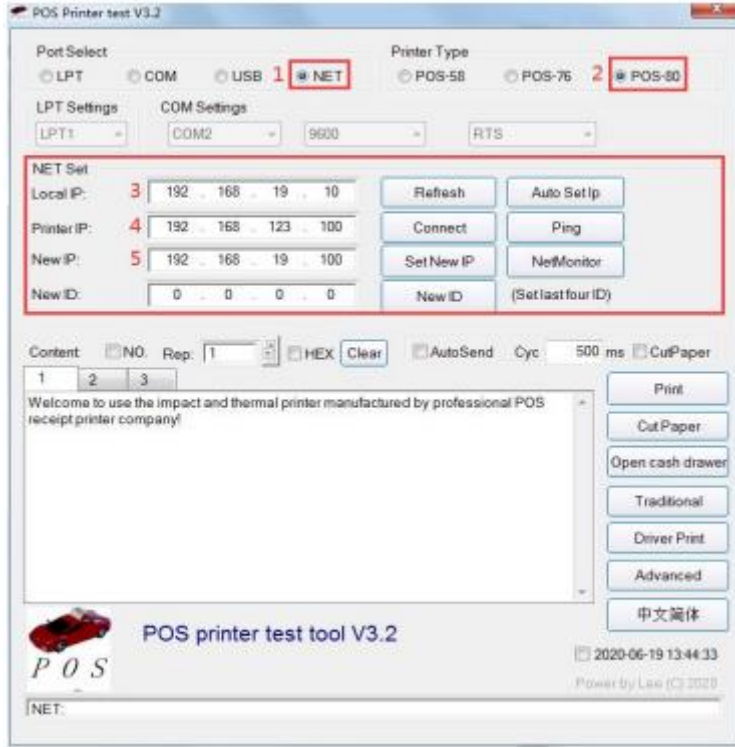 POS Printer test V3.2
Port Select Printer Type
LPT COM USB 1 NET POS-58 POS-76 2 POS-80
LPT Settings COM Settings
LPT1 COM2 9600 RTS
NET Set
Local IP: 3 192 . 168 . 19 . 10 Refresh Auto Set Ip
Printer IP: 4 192 . 168 . 123 . 100 Connect Ping
New IP: 5 192 . 168 . 19 . 100 Set New IP NetMonitor
New ID: 0 . 0 . 0 . 0 New ID (Set last four ID)
Content NO. Rep: 1 HEX Clear AutoSend Cyc 500 ms CutPaper
1 2 3
Welcome to use the impact and thermal printer manufactured by professional POS
receipt printer company!
Print
Cut Paper
Open cash drawer
Traditional
Driver Print
Advanced
中文简体
POS printer test tool V3.2
POS
2020-06-19 13:44:33
Power by Lee (C) 2020
NET: